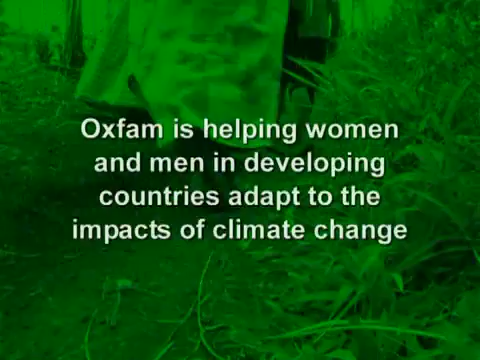 Oxfam is helping women
and men in developing
countries adapt to the
impacts of climate change